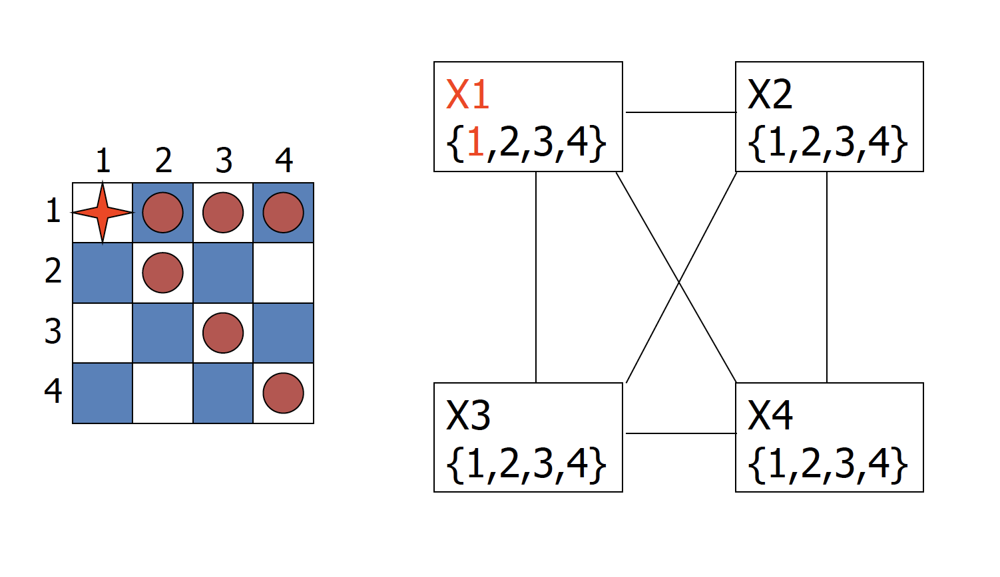 1 2 3 4
1
2
3
4
X1
{1,2,3,4}
X2
{1,2,3,4}
X3
{1,2,3,4}
X4
{1,2,3,4}